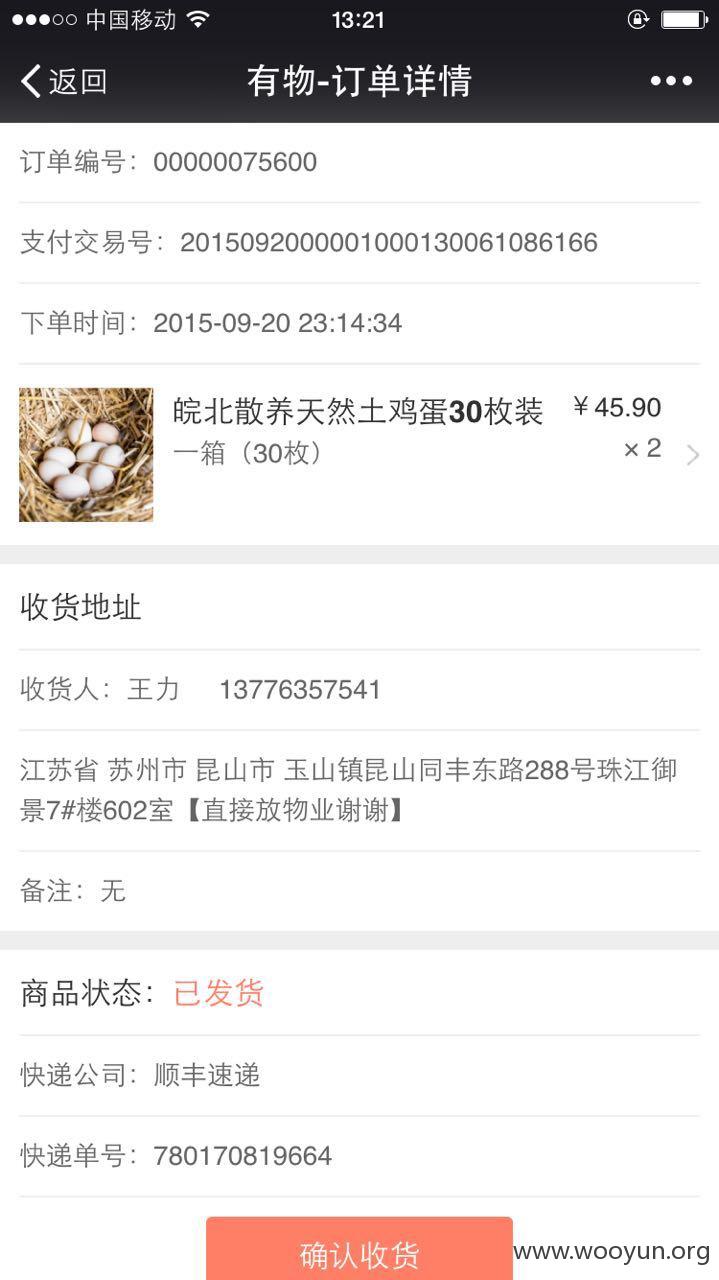 中国移动 13:21
返回 有物-订单详情
订单编号：00000075600
支付交易号：2015092000001000130061086166
下单时间：2015-09-20 23:14:34
皖北散养天然土鸡蛋30枚装 ￥45.90
一箱（30枚） × 2
收货地址
收货人：王力 13776357541
江苏省 苏州市 昆山市 玉山镇昆山同丰东路288号珠江御
景7#楼602室【直接放物业谢谢】
备注：无
商品状态：已发货
快递公司：顺丰速递
快递单号：780170819664
确认收货
www.wooyun.org